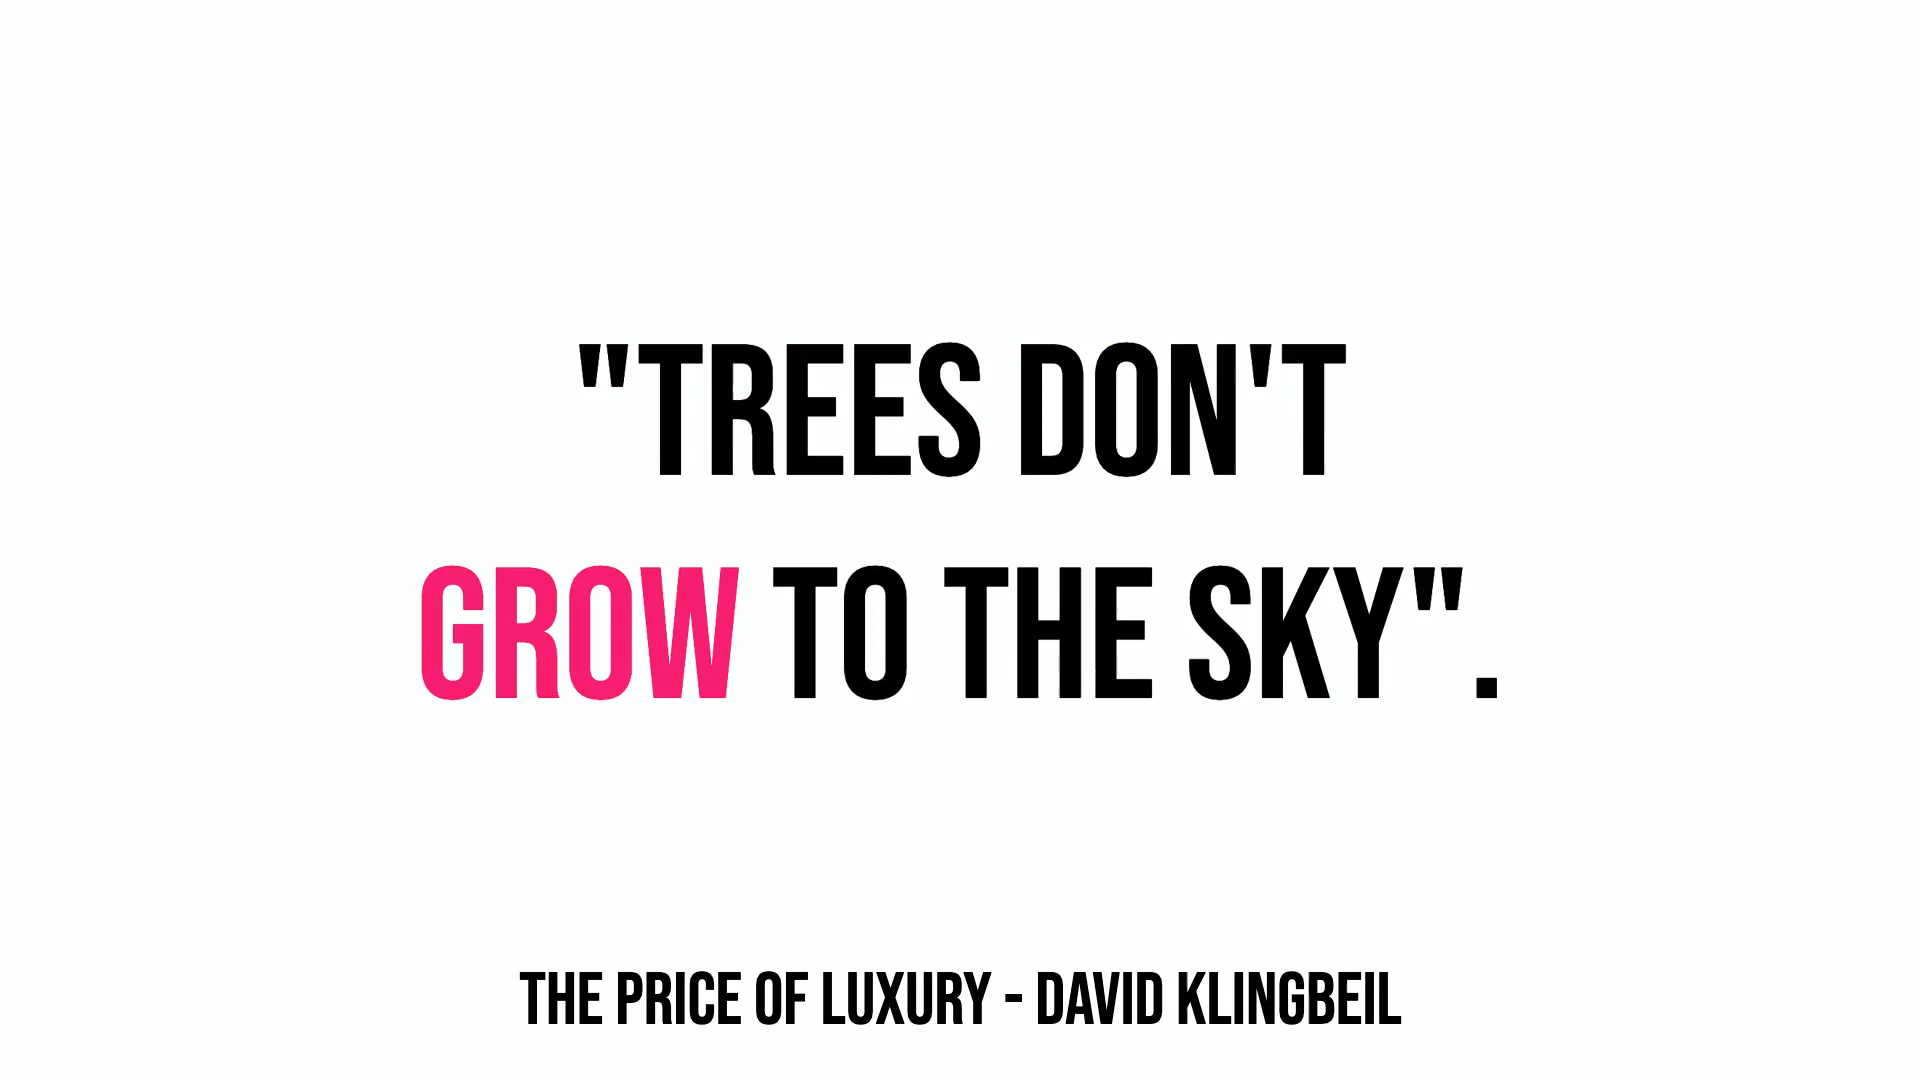 "TREES DON'T
GROW TO THE SKY".
THE PRICE OF LUXURY - DAVID KLINGBEIL